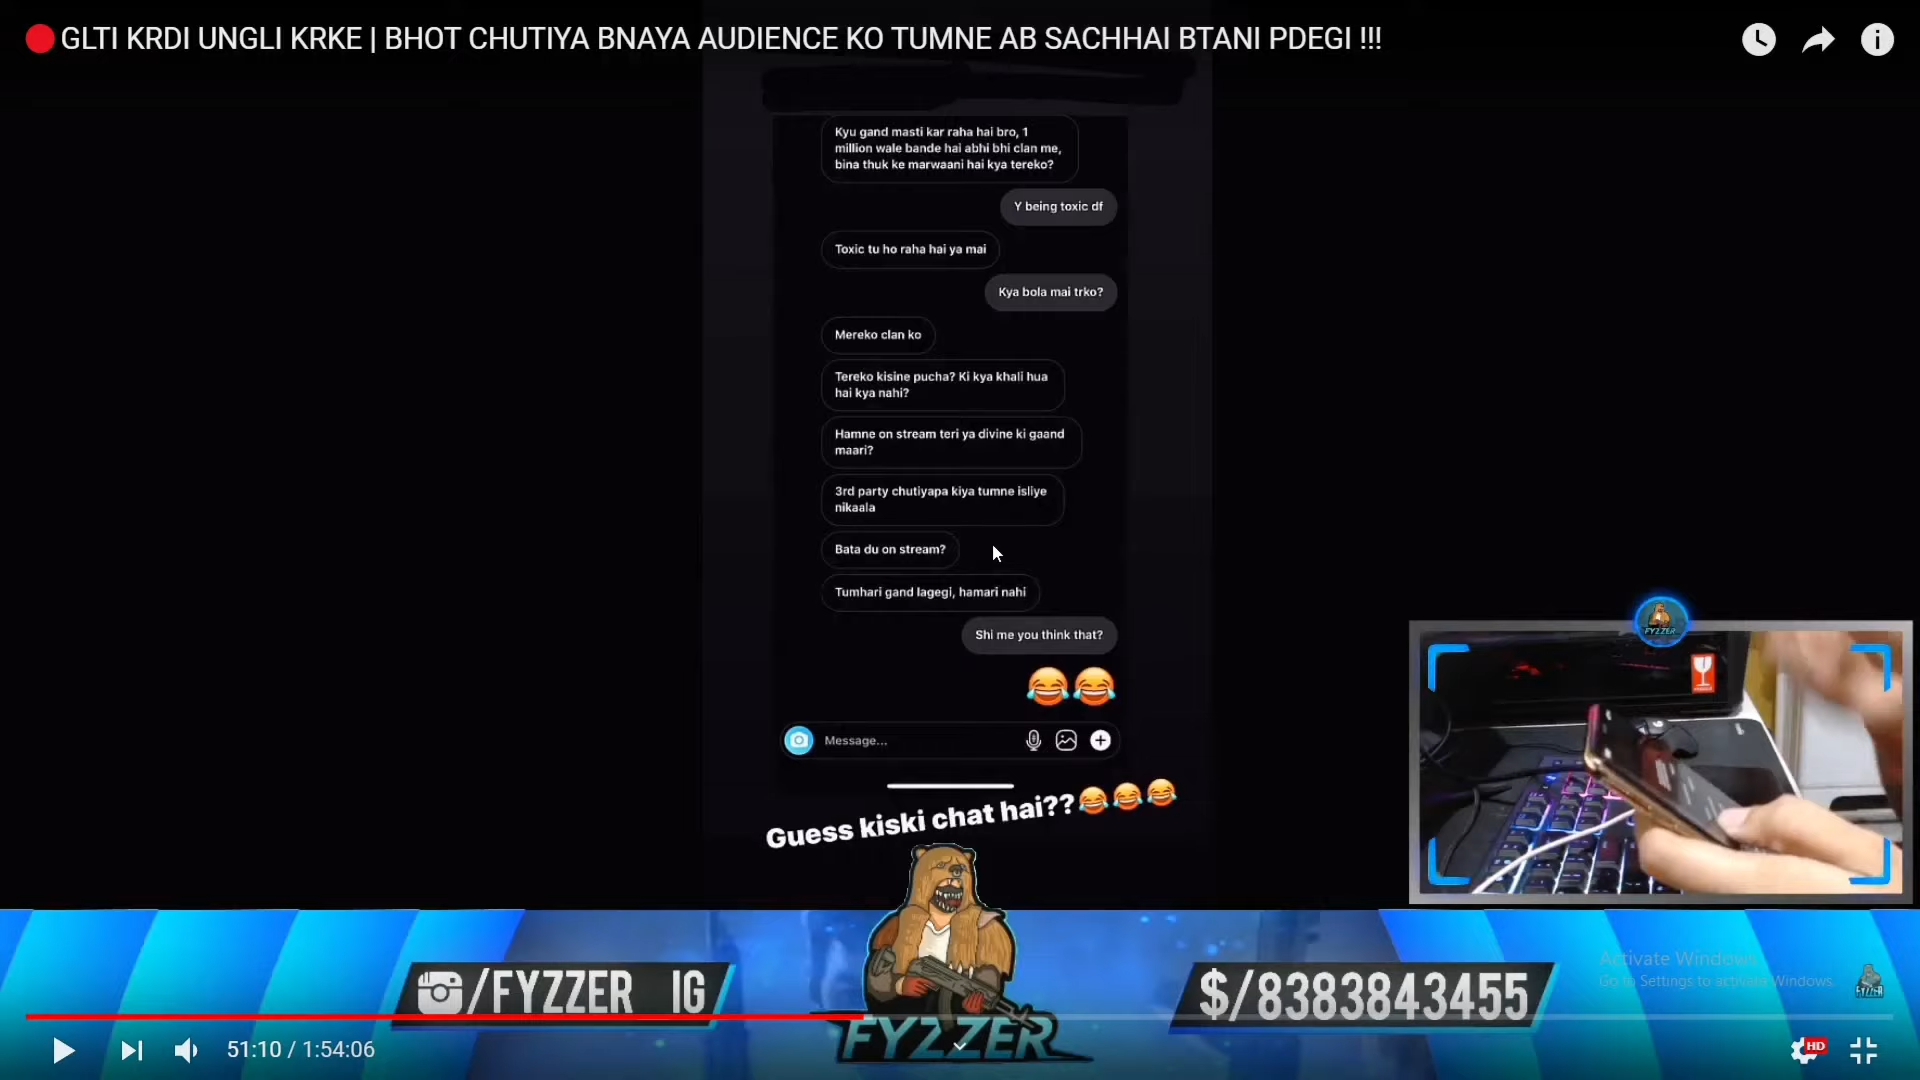 GLTI KRDI UNGLI KRKE | BHOT CHUTIYA BNAYA AUDIENCE KO TUMNE AB SACHHAI BTANI PDEGI !!!
Kyu gand masti kar raha hai bro, 1
million wale bande hai abhi bhi clan me,
bina thuk ke marwaani hai kya tereko?
Y being toxic df
Toxic tu ho raha hai ya mai
Kya bola mai trko?
Mereko clan ko
Tereko kisine pucha? Ki kya khali hua
hai kya nahi?
Hamne on stream teri ya divine ki gaand
maari?
3rd party chutiyapa kiya tumne isliye
nikaala
Bata du on stream?
Tumhari gand lagegi, hamari nahi
Shi me you think that?
😂😂
Message...
Guess kiski chat hai??😂😂😂
FYZZER
/FYZZER IG
$/8383843455
Activate Windows
Go to Settings to activate Windows.
FYZZER
FYZZER
51:10 / 1:54:06
HD